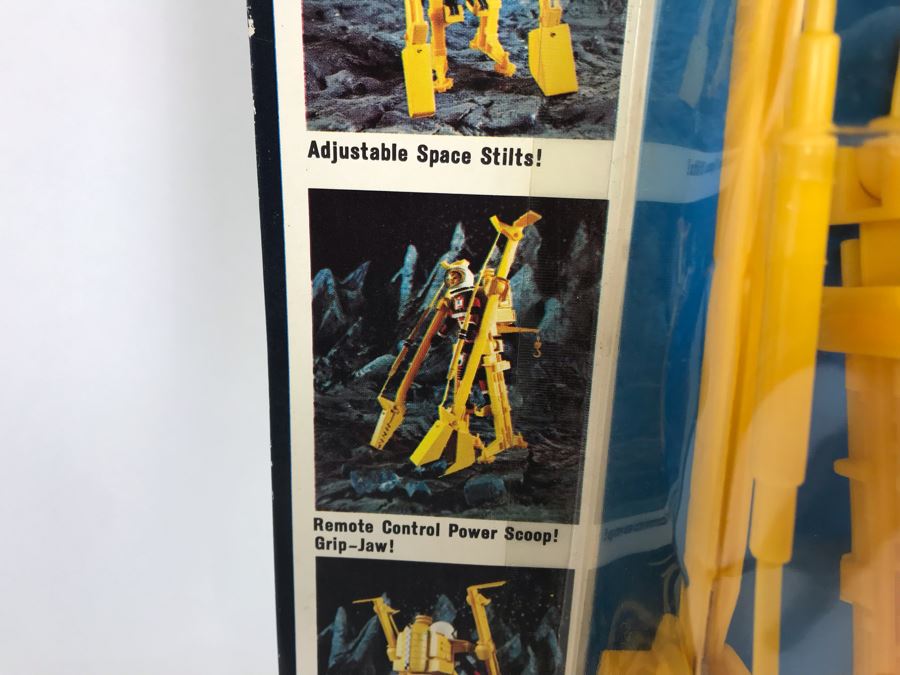 Adjustable Space Stilts!
Remote Control Power Scoop!
Grip-Jaw!